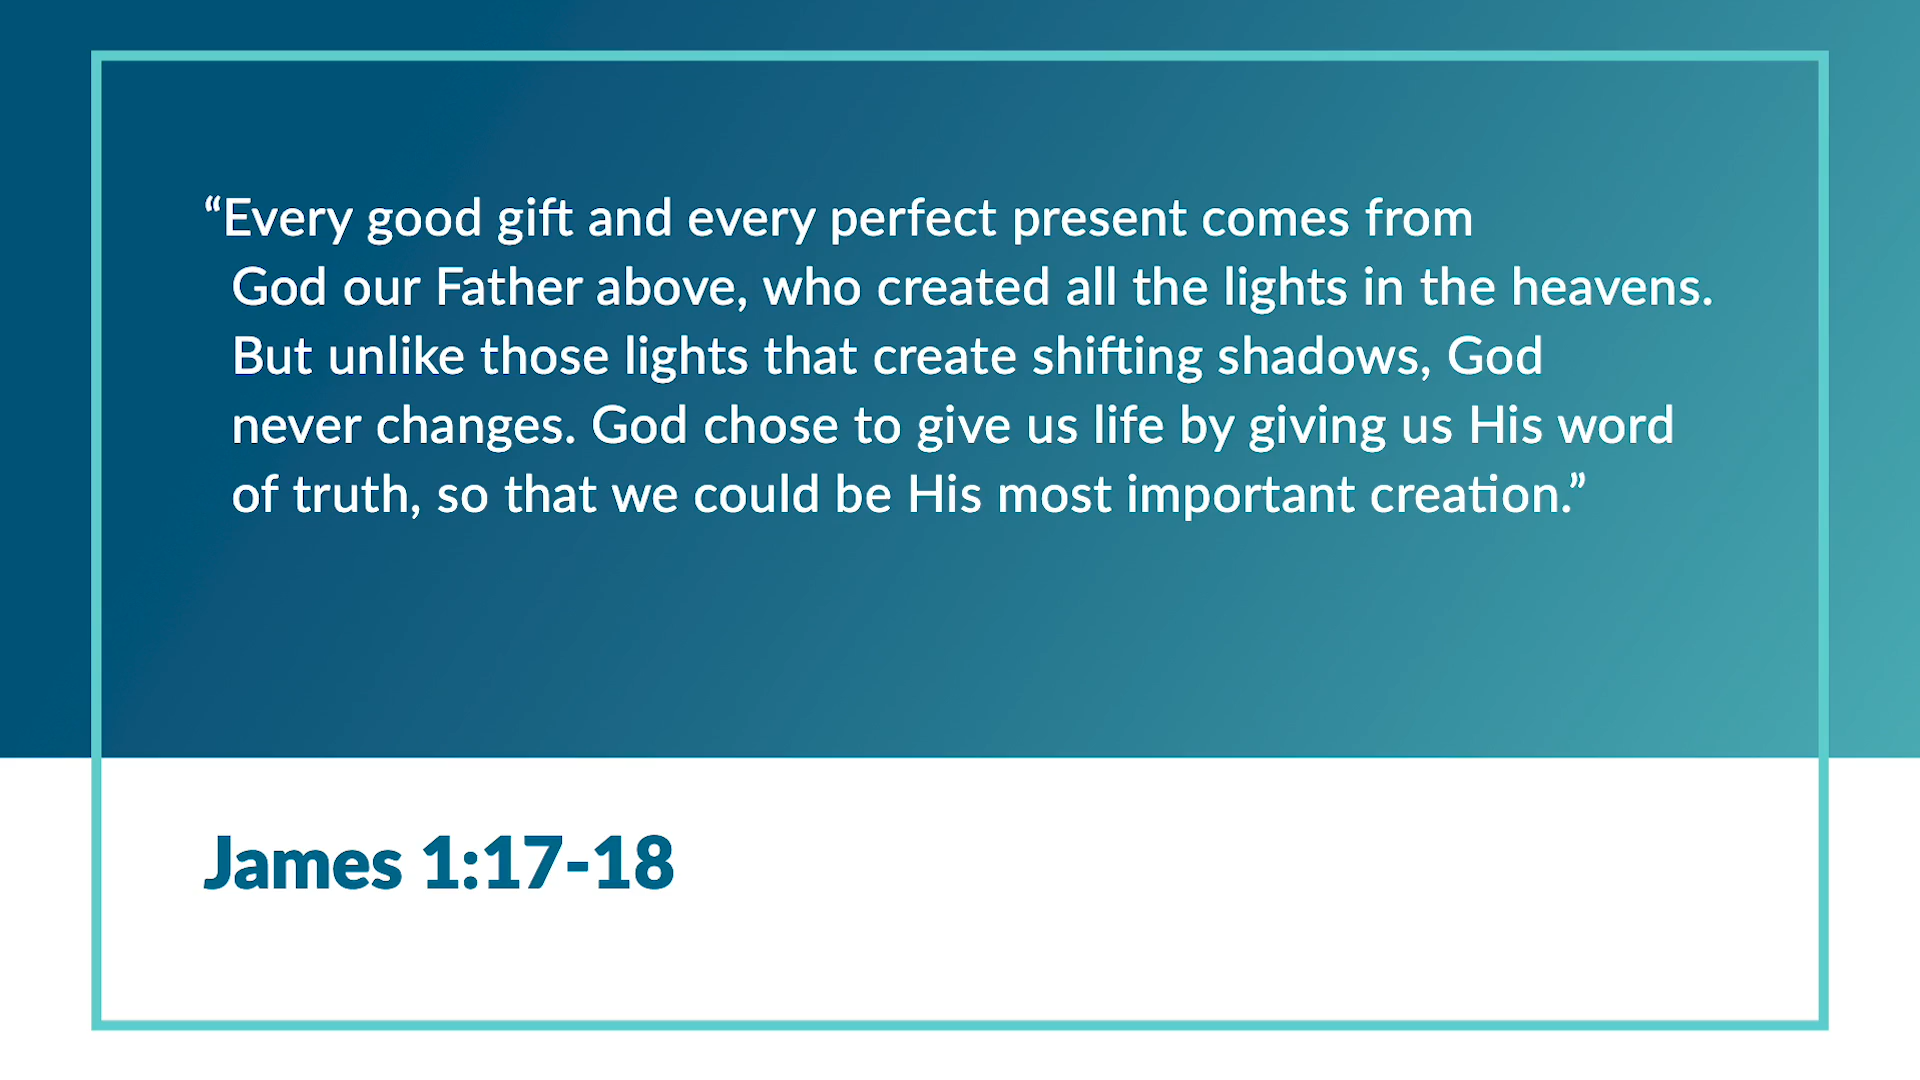 “Every good gift and every perfect present comes from
God our Father above, who created all the lights in the heavens.
But unlike those lights that create shifting shadows, God
never changes. God chose to give us life by giving us His word
of truth, so that we could be His most important creation.”
James 1:17-18